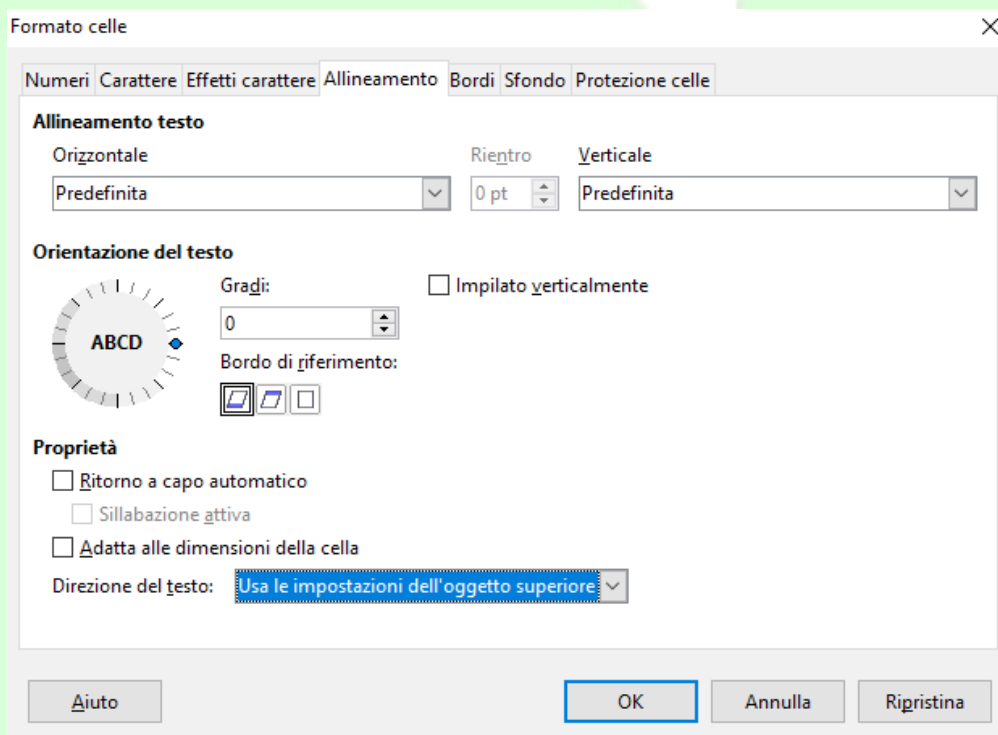 Formato celle
Numeri Carattere Effetti carattere Allineamento Bordi Sfondo Protezione celle
Allineamento testo
Orizzontale Rientro Verticale
Predefinita 0 pt Predefinita
Orientazione del testo
Gradi: Impilato verticalmente
ABCD 0
Bordo di riferimento:
Proprietà
Ritorno a capo automatico
Sillabazione attiva
Adatta alle dimensioni della cella
Direzione del testo: Usa le impostazioni dell'oggetto superiore
Aiuto OK Annulla Ripristina